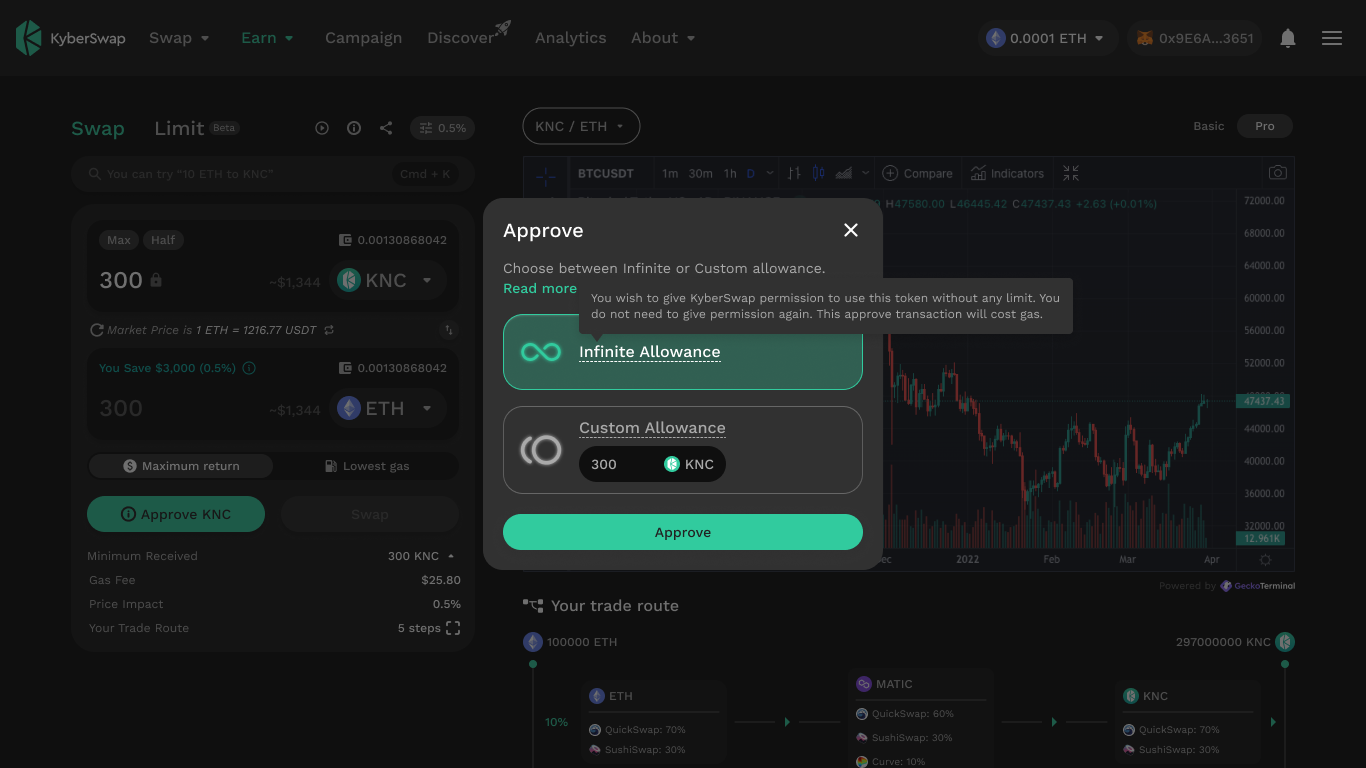 KyberSwap
Swap
Earn
Campaign
Discover
Analytics
About
0.0001 ETH
0x9E6A...3651
Swap
Limit
Beta
0.5%
You can try “10 ETH to KNC”
Cmd + K
Max
Half
0.00130868042
300
~$1,344
KNC
Market Price is 1 ETH = 1216.77 USDT
You Save $3,000 (0.5%)
0.00130868042
300
~$1,344
ETH
Maximum return
Lowest gas
Approve KNC
Swap
Minimum Received
300 KNC
Gas Fee
$25.80
Price Impact
0.5%
Your Trade Route
5 steps
KNC / ETH
Basic
Pro
BTCUSDT
1m
30m
1h
D
Compare
Indicators
H47580.00 L46445.42 C47437.43 +2.63 (+0.01%)
72000.00
68000.00
64000.00
60000.00
56000.00
52000.00
47437.43
44000.00
40000.00
36000.00
32000.00
12.961K
2022
Feb
Mar
Apr
Powered by GeckoTerminal
Approve
Choose between Infinite or Custom allowance.
Read more
You wish to give KyberSwap permission to use this token without any limit. You
do not need to give permission again. This approve transaction will cost gas.
Infinite Allowance
Custom Allowance
300
KNC
Approve
Your trade route
100000 ETH
297000000 KNC
10%
ETH
QuickSwap: 70%
SushiSwap: 30%
MATIC
QuickSwap: 60%
SushiSwap: 30%
Curve: 10%
KNC
QuickSwap: 70%
SushiSwap: 30%